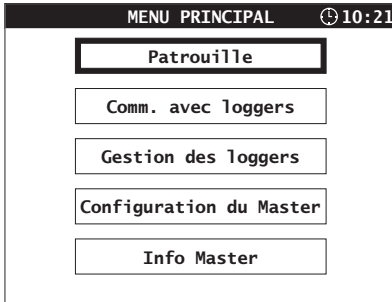 MENU PRINCIPAL 10:21
Patrouille
Comm. avec loggers
Gestion des loggers
Configuration du Master
Info Master